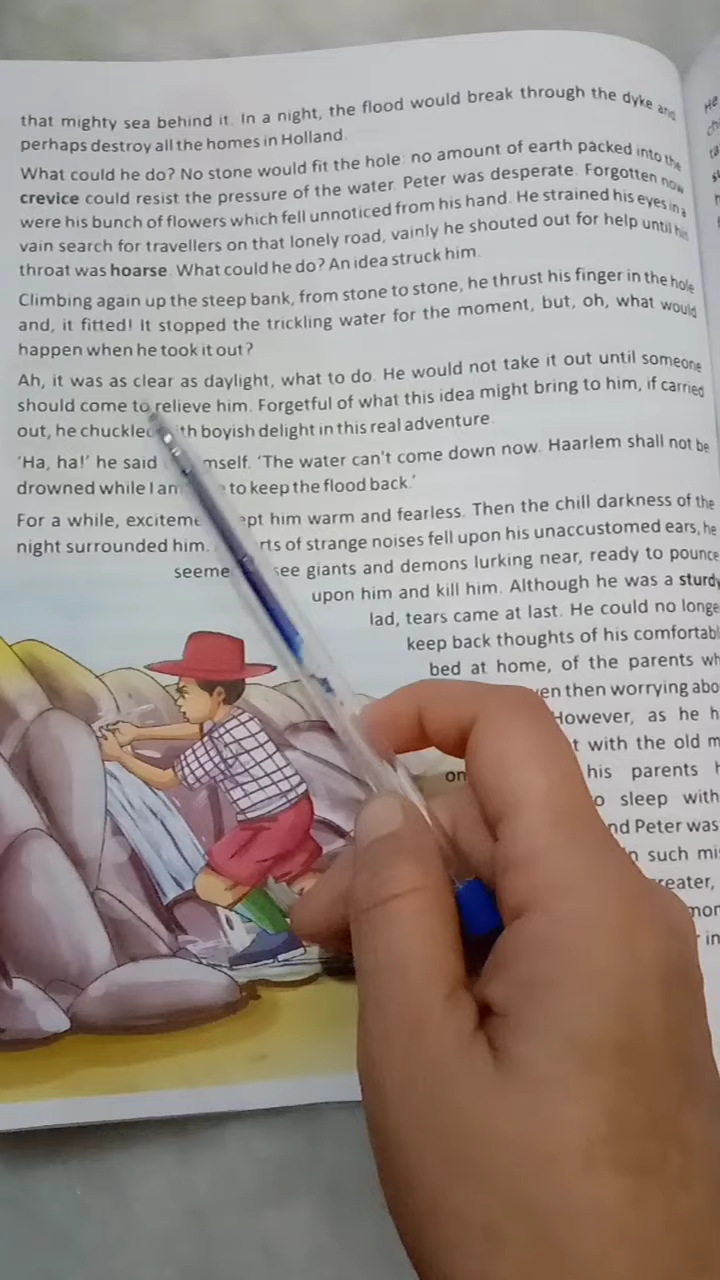 that mighty sea behind it. In a night, the flood would break through the dyke and
perhaps destroy all the homes in Holland.
What could he do? No stone would fit the hole: no amount of earth packed into the
crevice could resist the pressure of the water. Peter was desperate. Forgotten now
were his bunch of flowers which fell unnoticed from his hand. He strained his eyes in a
vain search for travellers on that lonely road, vainly he shouted out for help until his
throat was hoarse. What could he do? An idea struck him.
Climbing again up the steep bank, from stone to stone, he thrust his finger in the hole
and, it fitted! It stopped the trickling water for the moment, but, oh, what would
happen when he took it out?
Ah, it was as clear as daylight, what to do. He would not take it out until someone
should come to relieve him. Forgetful of what this idea might bring to him, if carried
out, he chuckled with boyish delight in this real adventure.
'Ha, ha!' he said mself. 'The water can't come down now. Haarlem shall not be
drowned while I am to keep the flood back.'
For a while, exciteme ept him warm and fearless. Then the chill darkness of the
night surrounded him. rts of strange noises fell upon his unaccustomed ears, he
seeme see giants and demons lurking near, ready to pounce
upon him and kill him. Although he was a sturdy
lad, tears came at last. He could no longe
keep back thoughts of his comfortabl
bed at home, of the parents wh
ven then worrying abo
However, as he h
t with the old m
on his parents h
o sleep with
nd Peter was
such mi
reater,
mor
in
He